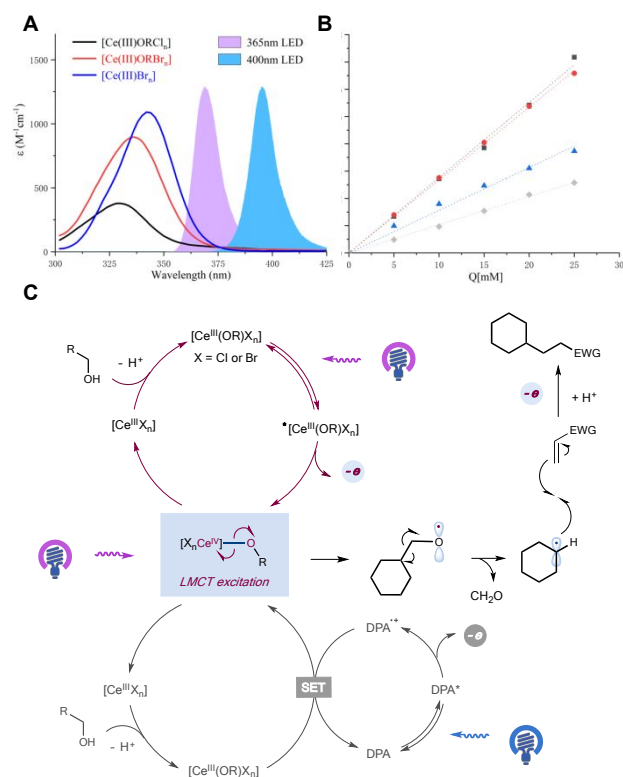 A
[Ce(III)ORClₙ]
[Ce(III)ORBrₙ]
[Ce(III)Brₙ]
365nm LED
400nm LED
ε (M⁻¹cm⁻¹)
1500
1000
500
0
300
325
350
375
400
425
Wavelength (nm)
B
0
5
10
15
20
25
Q[mM]
C
R
OH
- H⁺
[Ceᴵᴵᴵ(OR)Xₙ]
X = Cl or Br
[CeᴵᴵᴵXₙ]
*[Ceᴵᴵᴵ(OR)Xₙ]
-e
[XₙCeᴵⱽ]
O
R
LMCT excitation
O
CH₂O
H
EWG
-e
+ H⁺
EWG
[CeᴵᴵᴵXₙ]
R
OH
- H⁺
[Ceᴵᴵᴵ(OR)Xₙ]
SET
DPA•+
-e
DPA*
DPA